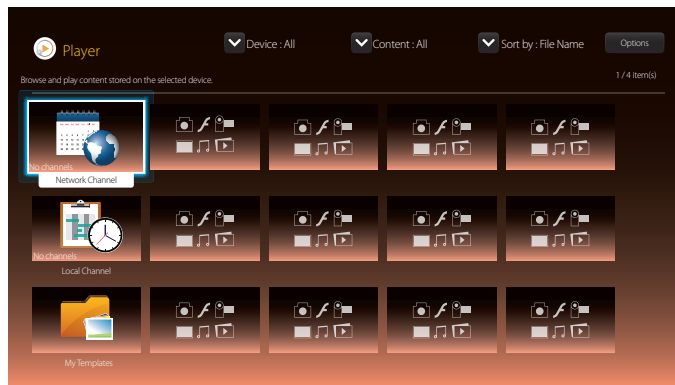 Player
Device : All
Content : All
Sort by : File Name
Options
Browse and play content stored on the selected device.
1 / 4 item(s)
No channels
Network Channel
No channels
Local Channel
My Templates